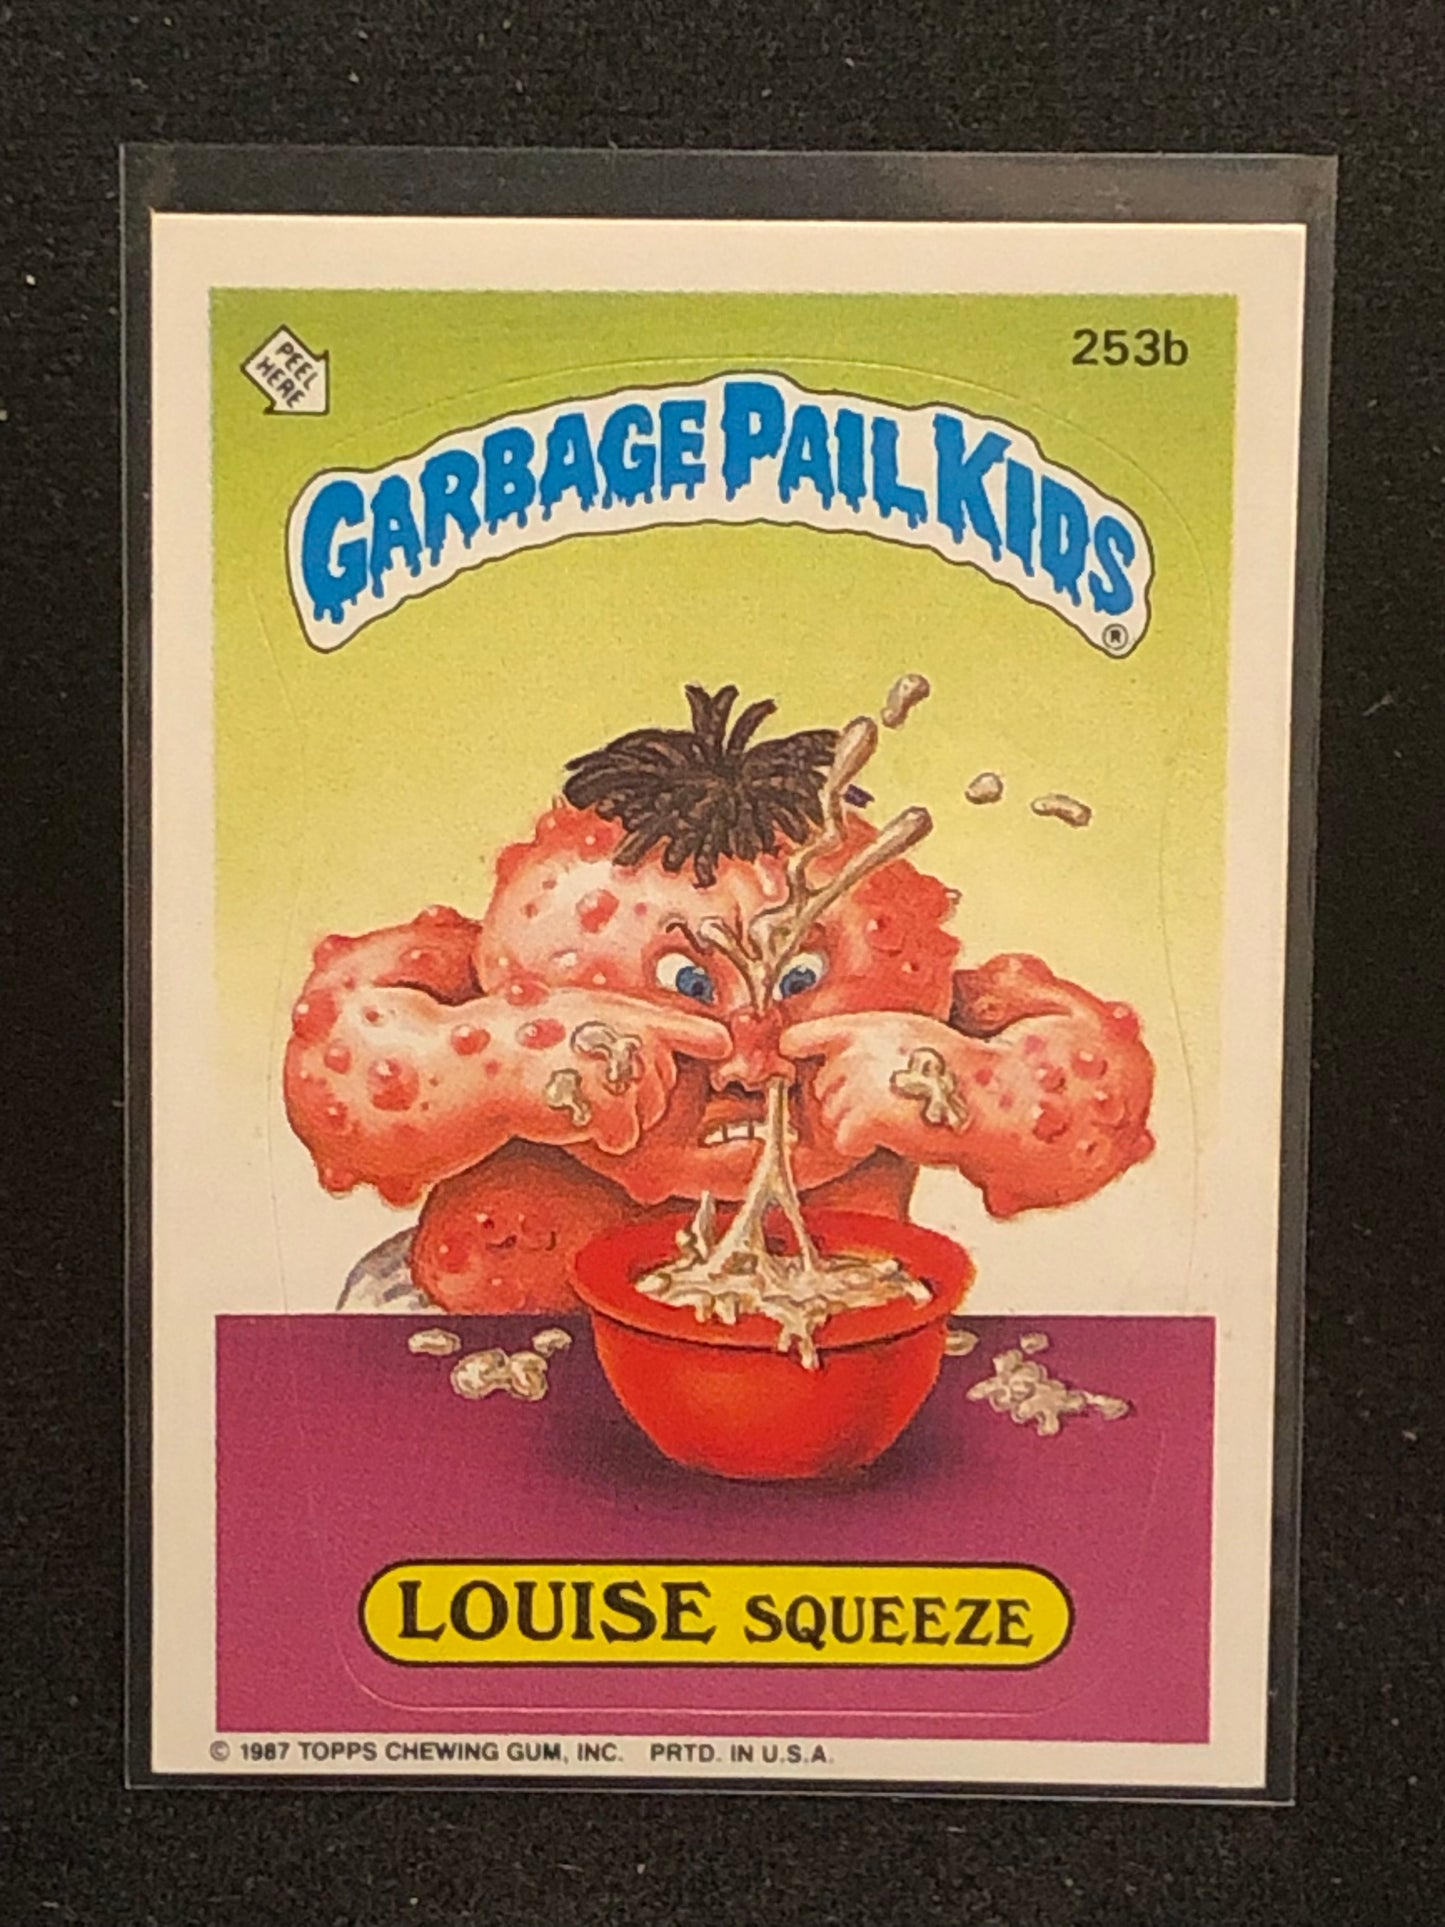 PEEL
HERE
253b
GARBAGE PAIL KIDS
®
LOUISE SQUEEZE
© 1987 TOPPS CHEWING GUM, INC. PRTD. IN U.S.A.